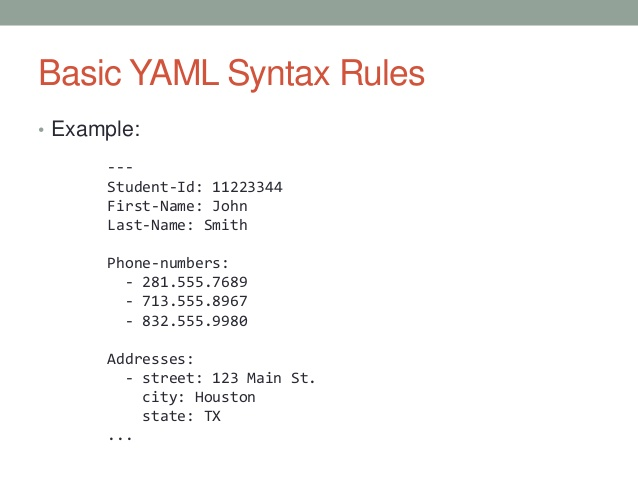 Basic YAML Syntax Rules
• Example:
---
Student-Id: 11223344
First-Name: John
Last-Name: Smith

Phone-numbers:
  - 281.555.7689
  - 713.555.8967
  - 832.555.9980

Addresses:
  - street: 123 Main St.
    city: Houston
    state: TX
...